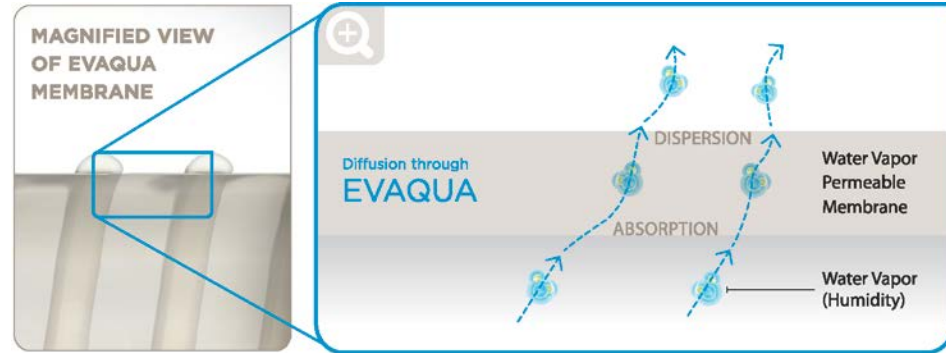 MAGNIFIED VIEW
OF EVAQUA
MEMBRANE
DISPERSION
Diffusion through
EVAQUA
Water Vapor
Permeable
Membrane
ABSORPTION
Water Vapor
(Humidity)